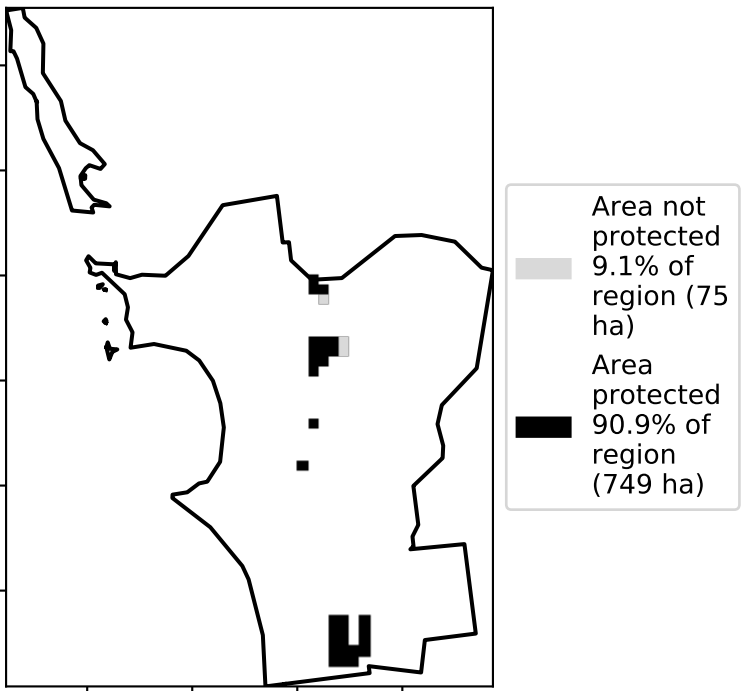 Area not
protected
9.1% of
region (75
ha)
Area
protected
90.9% of
region
(749 ha)